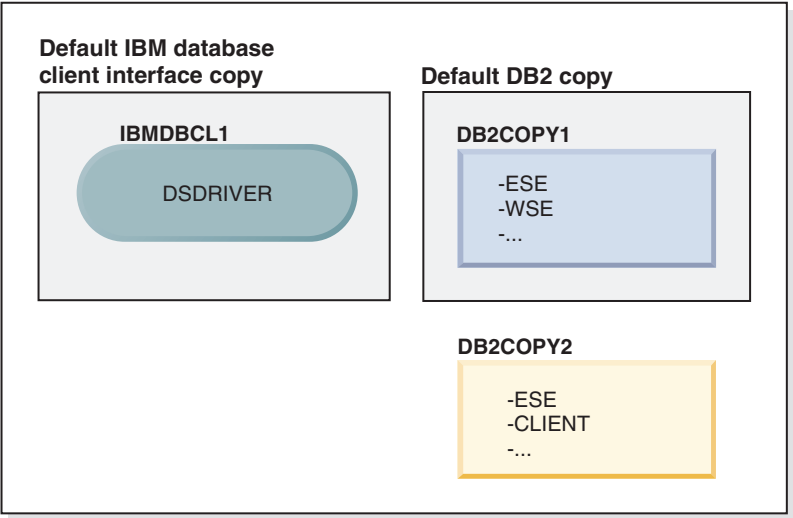 Default IBM database
client interface copy
IBMDBCL1
DSDRIVER
Default DB2 copy
DB2COPY1
-ESE
-WSE
-...
DB2COPY2
-ESE
-CLIENT
-...